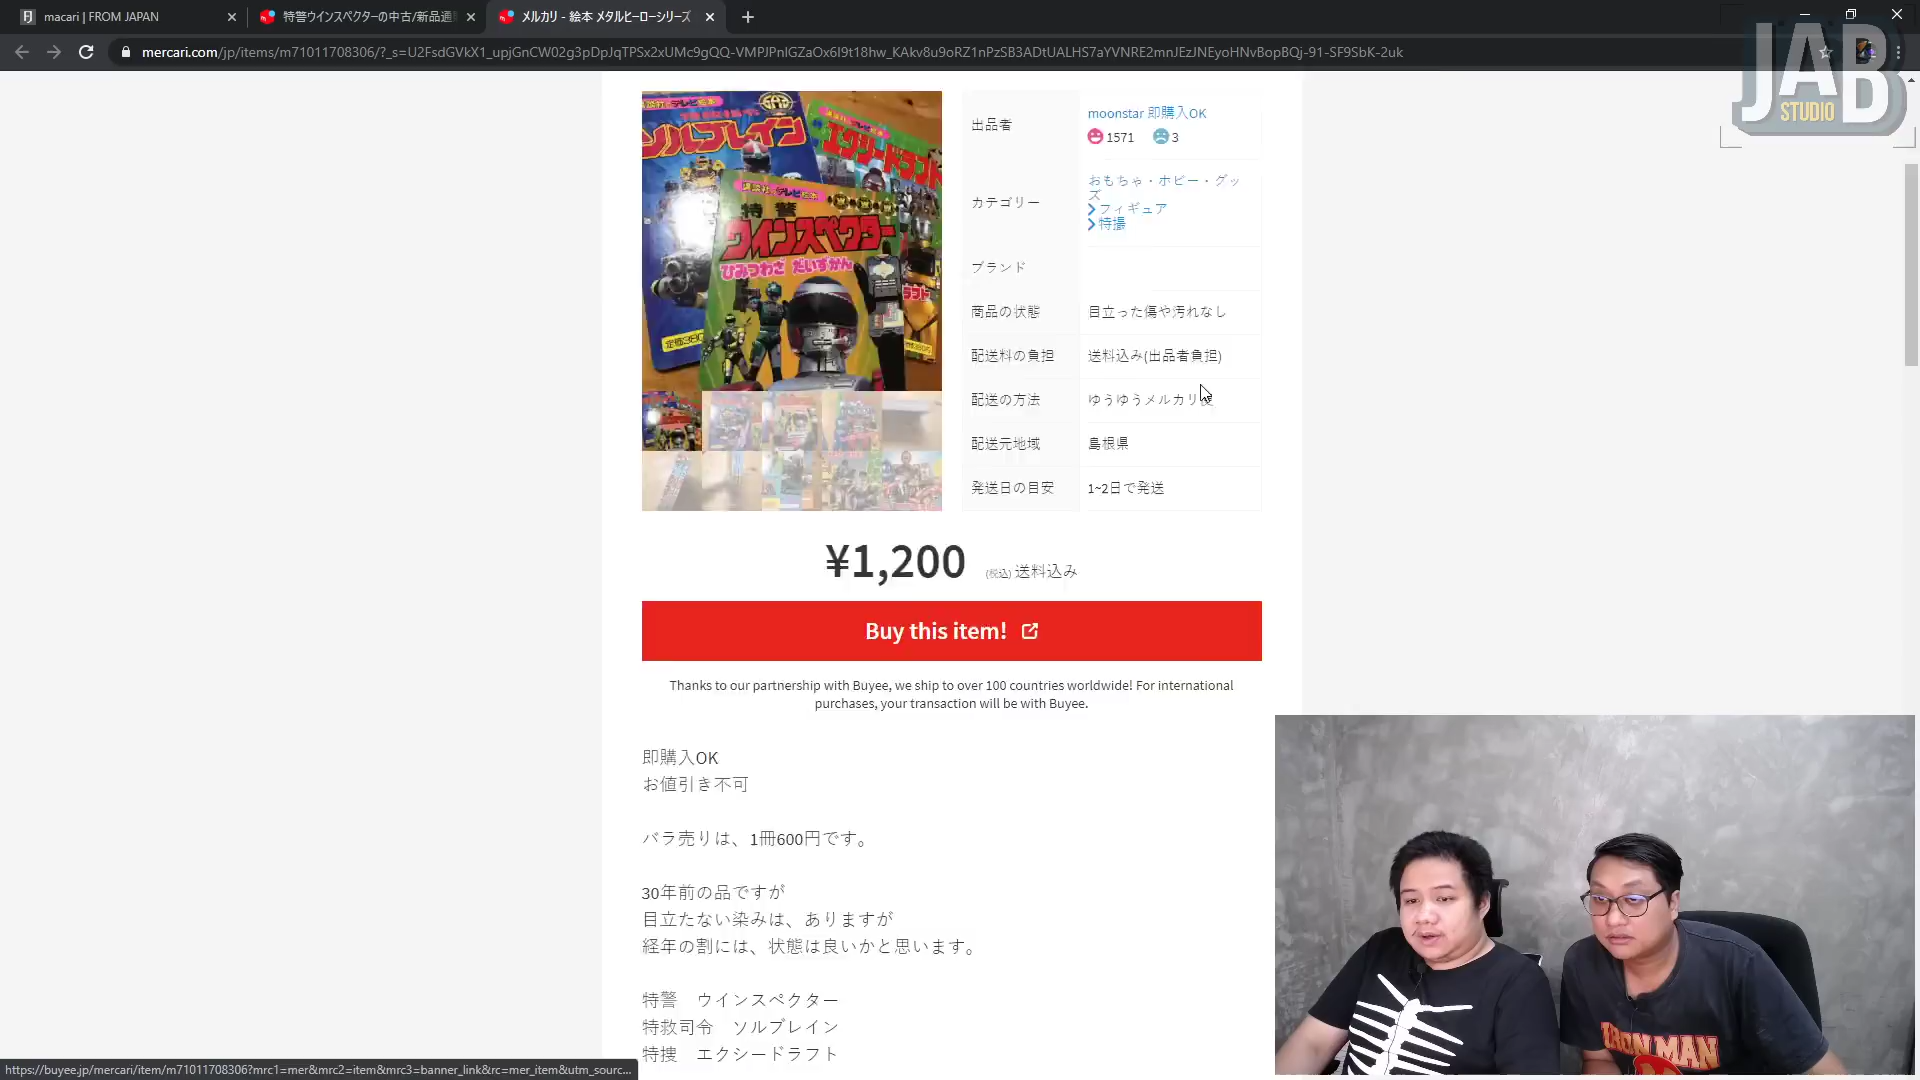 macari | FROM JAPAN
特警ウインスペクターの中古/新品通
メルカリ - 絵本 メタルヒーローシリーズ
mercari.com/jp/items/m71011708306/?_s=U2FsdGVkX1_upjGnCW02g3pDpJqTPSx2xUMc9gQQ-VMPJPnlGZaOx6I9t18hw_KAkv8u9oRZ1nPzSB3ADtUALHS7aYVNRE2mnJEzJNEyoHNvBopBQj-91-SF9SbK-2uk
JAB
STUDIO
ソルブレイン
エクシードラフト
講談社のテレビ絵本
特警
ウインスペクター
ひみつわざ だいずかん
出品者
moonstar 即購入OK
1571 3
カテゴリー
おもちゃ・ホビー・グッ
ズ
フィギュア
特撮
ブランド
商品の状態
目立った傷や汚れなし
配送料の負担
送料込み(出品者負担)
配送の方法
ゆうゆうメルカリ便
配送元地域
島根県
発送日の目安
1~2日で発送
¥1,200 (税込) 送料込み
Buy this item!
Thanks to our partnership with Buyee, we ship to over 100 countries worldwide! For international
purchases, your transaction will be with Buyee.
即購入OK
お値引き不可
バラ売りは、1冊600円です。
30年前の品ですが
目立たない染みは、ありますが
経年の割には、状態は良いかと思います。
特警 ウインスペクター
特救司令 ソルブレイン
特捜 エクシードラフト
IRON MAN
https://buyee.jp/mercari/item/m71011708306?mrc1=mer&mrc2=item&mrc3=banner_link&rc=mer_item&utm_sourc...